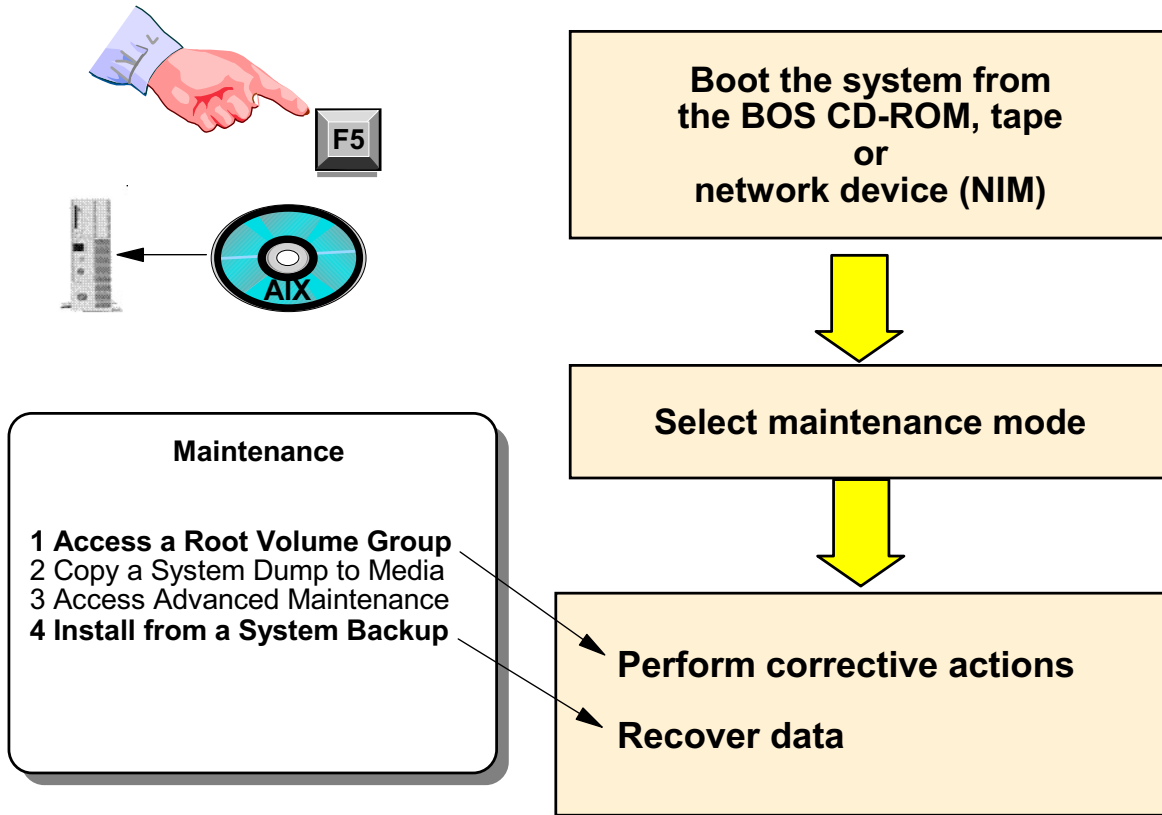 F5
AIX
Boot the system from
the BOS CD-ROM, tape
or
network device (NIM)
Select maintenance mode
Maintenance
1 Access a Root Volume Group
2 Copy a System Dump to Media
3 Access Advanced Maintenance
4 Install from a System Backup
Perform corrective actions
Recover data